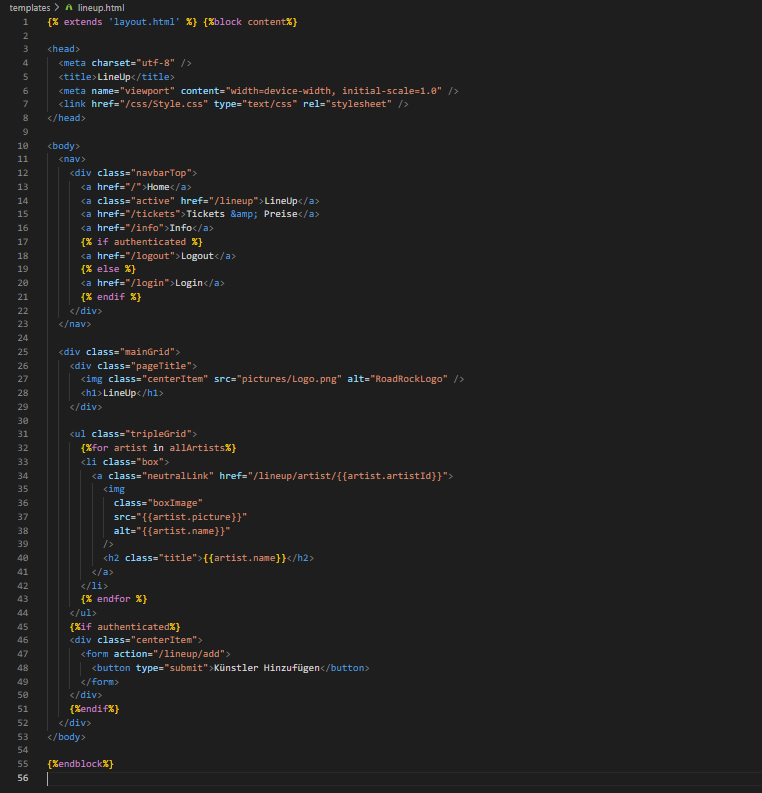 templates > lineup.html
1 {% extends 'layout.html' %} {%block content%}
2
3 <head>
4   <meta charset="utf-8" />
5   <title>LineUp</title>
6   <meta name="viewport" content="width=device-width, initial-scale=1.0" />
7   <link href="/css/Style.css" type="text/css" rel="stylesheet" />
8 </head>
9
10 <body>
11   <nav>
12     <div class="navbarTop">
13       <a href="/">Home</a>
14       <a class="active" href="/lineup">LineUp</a>
15       <a href="/tickets">Tickets &amp; Preise</a>
16       <a href="/info">Info</a>
17       {% if authenticated %}
18       <a href="/logout">Logout</a>
19       {% else %}
20       <a href="/login">Login</a>
21       {% endif %}
22     </div>
23   </nav>
24
25   <div class="mainGrid">
26     <div class="pageTitle">
27       <img class="centerItem" src="pictures/Logo.png" alt="RoadRockLogo" />
28       <h1>LineUp</h1>
29     </div>
30
31     <ul class="tripleGrid">
32       {%for artist in allArtists%}
33       <li class="box">
34         <a class="neutralLink" href="/lineup/artist/{{artist.artistId}}">
35           <img
36             class="boxImage"
37             src="{{artist.picture}}"
38             alt="{{artist.name}}"
39           />
40           <h2 class="title">{{artist.name}}</h2>
41         </a>
42       </li>
43       {% endfor %}
44     </ul>
45     {%if authenticated%}
46     <div class="centerItem">
47       <form action="/lineup/add">
48         <button type="submit">Künstler Hinzufügen</button>
49       </form>
50     </div>
51     {%endif%}
52   </div>
53 </body>
54
55 {%endblock%}
56